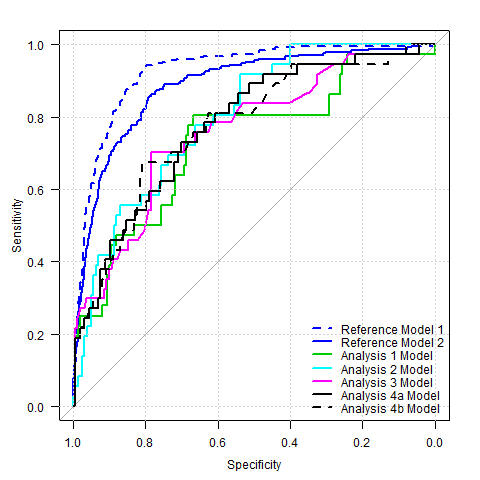 1.0
0.8
0.6
0.4
0.2
0.0
Sensitivity
Reference Model 1
Reference Model 2
Analysis 1 Model
Analysis 2 Model
Analysis 3 Model
Analysis 4a Model
Analysis 4b Model
1.0 0.8 0.6 0.4 0.2 0.0
Specificity